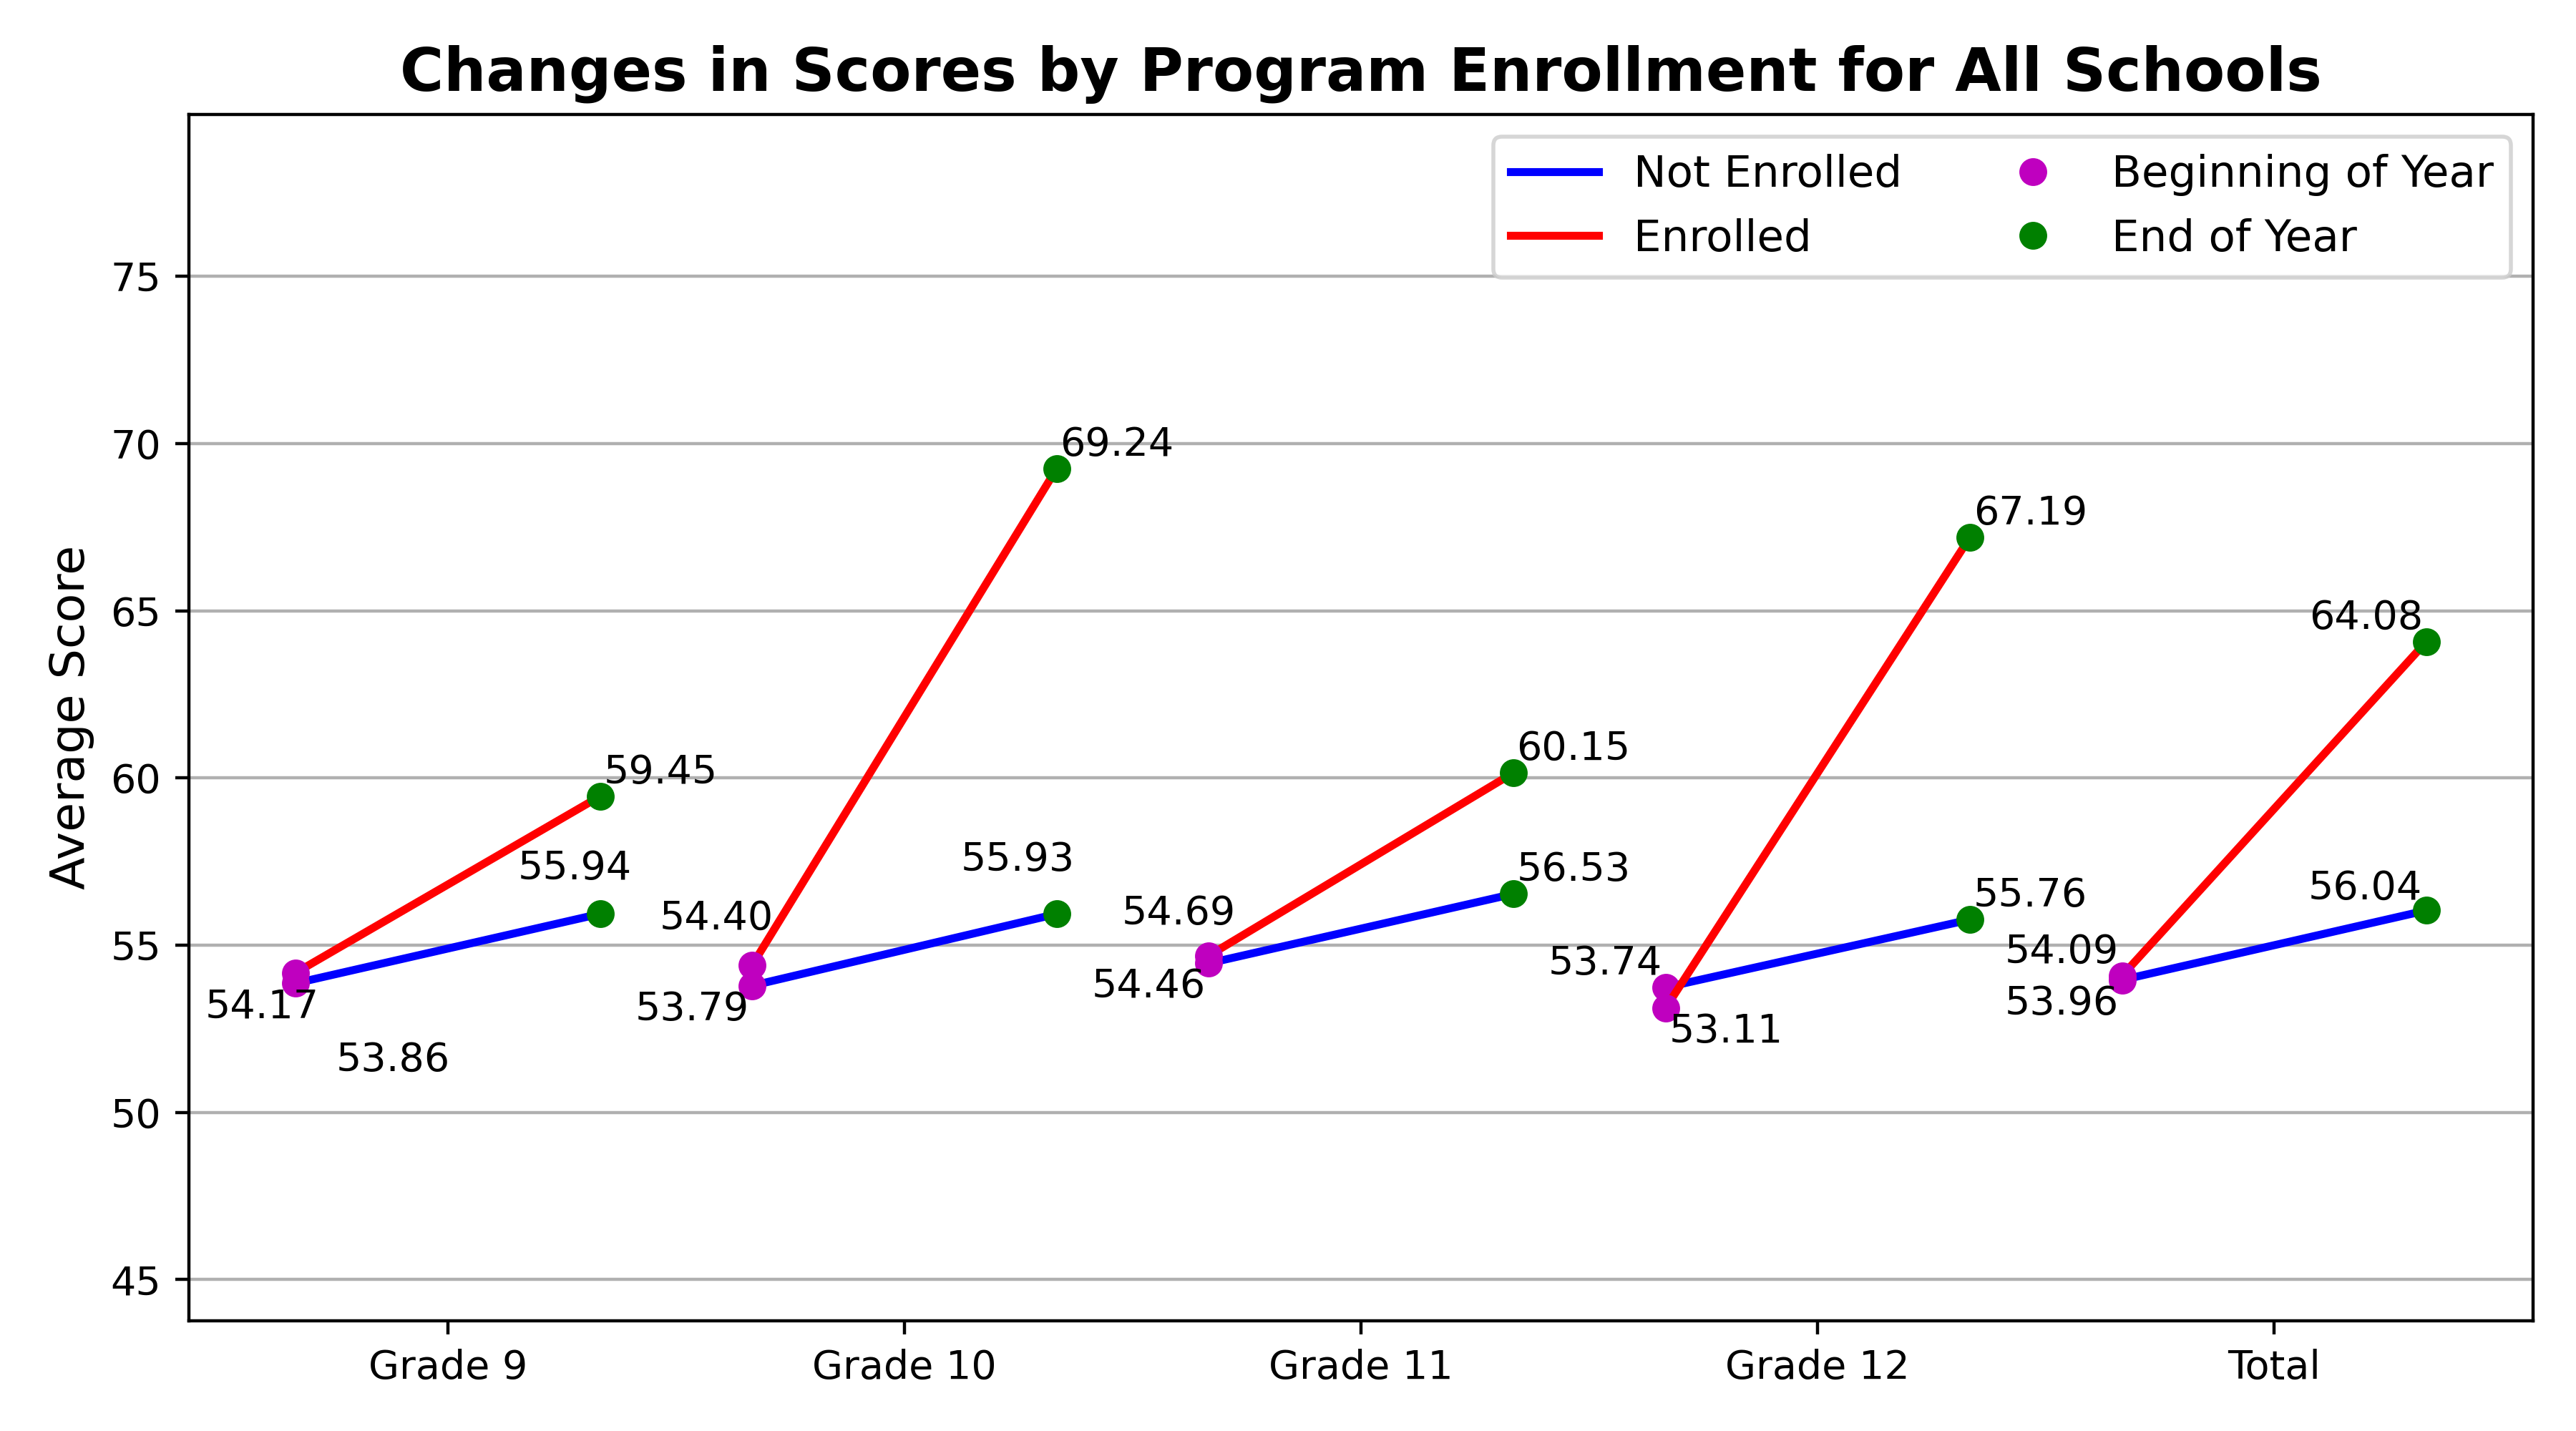 Changes in Scores by Program Enrollment for All Schools
Not Enrolled
Enrolled
Beginning of Year
End of Year
Average Score
75
70
65
60
55
50
45
54.17
53.86
59.45
55.94
54.40
53.79
69.24
55.93
54.69
54.46
60.15
56.53
53.74
53.11
67.19
55.76
54.09
53.96
64.08
56.04
Grade 9
Grade 10
Grade 11
Grade 12
Total